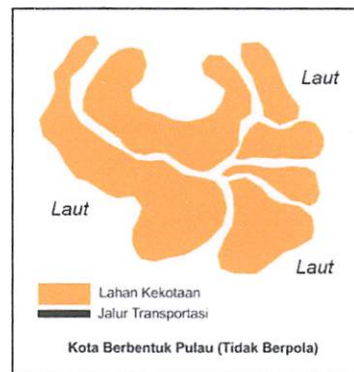 Laut
Laut
Laut
Lahan Kekotaan
Jalur Transportasi
Kota Berbentuk Pulau (Tidak Berpola)